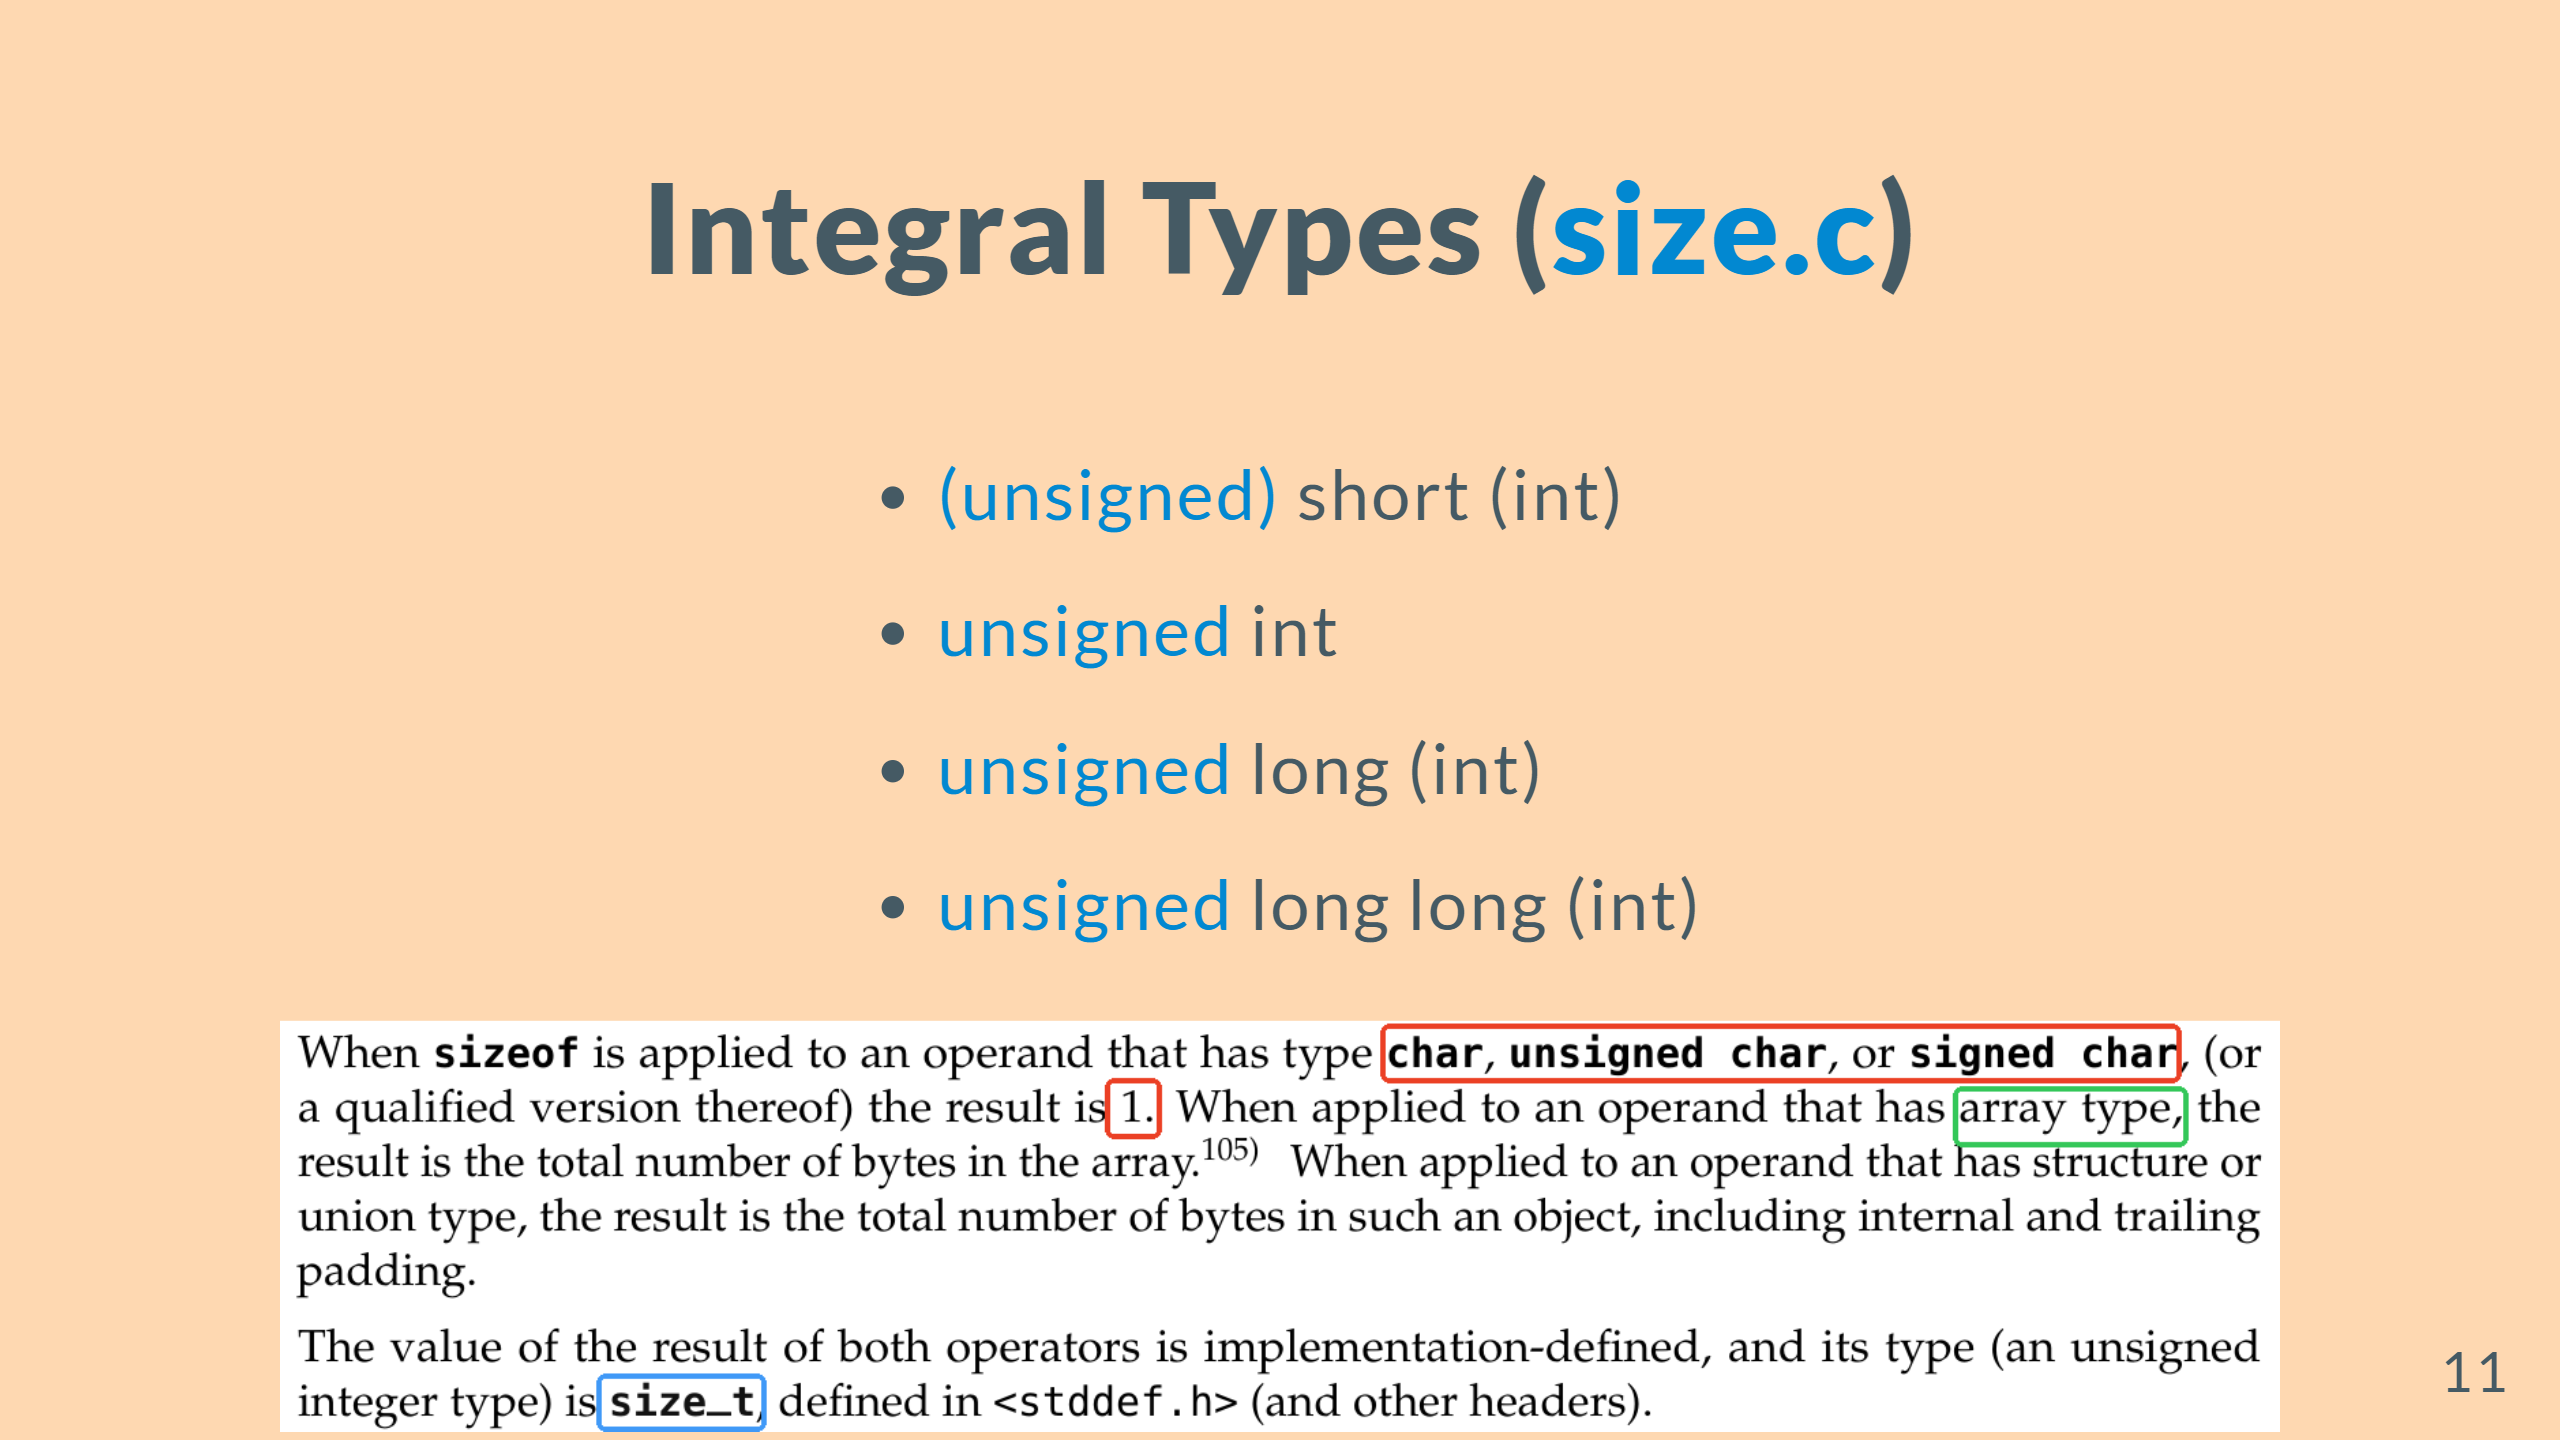 Integral Types (size.c)
• (unsigned) short (int)
• unsigned int
• unsigned long (int)
• unsigned long long (int)
When sizeof is applied to an operand that has type char, unsigned char, or signed char, (or
a qualified version thereof) the result is 1. When applied to an operand that has array type, the
result is the total number of bytes in the array.105) When applied to an operand that has structure or
union type, the result is the total number of bytes in such an object, including internal and trailing
padding.
The value of the result of both operators is implementation-defined, and its type (an unsigned
integer type) is size_t, defined in <stddef.h> (and other headers).
11